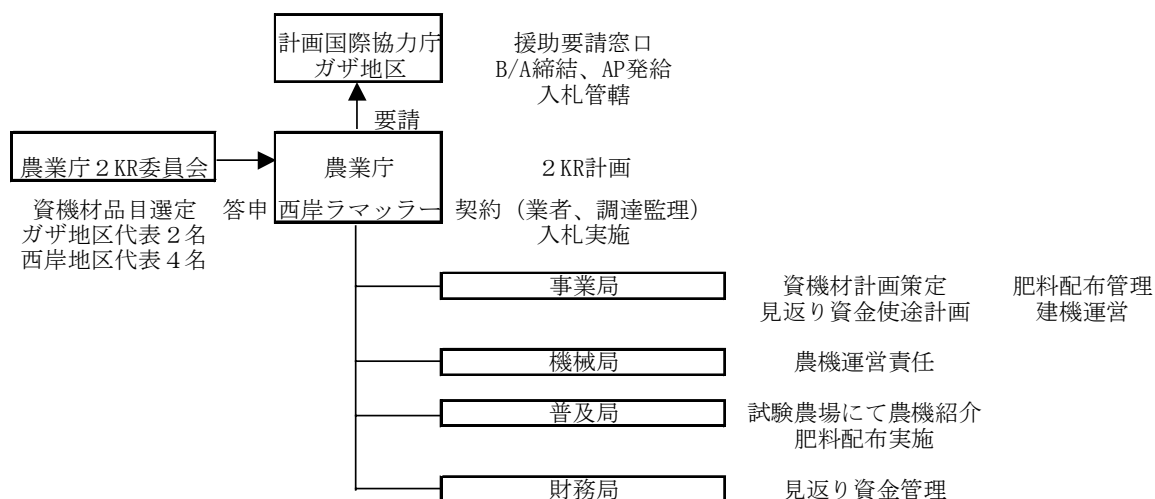 計画国際協力庁 援助要請窓口
ガザ地区 B/A締結、AP発給
入札管轄
要請
農業庁２KR委員会 農業庁 ２KR計画
資機材品目選定 答申 西岸ラマッラー 契約（業者、調達監理）
ガザ地区代表２名 入札実施
西岸地区代表４名
事業局 資機材計画策定 肥料配布管理
見返り資金使途計画 建機運営
機械局 農機運営責任
普及局 試験農場にて農機紹介
肥料配布実施
財務局 見返り資金管理